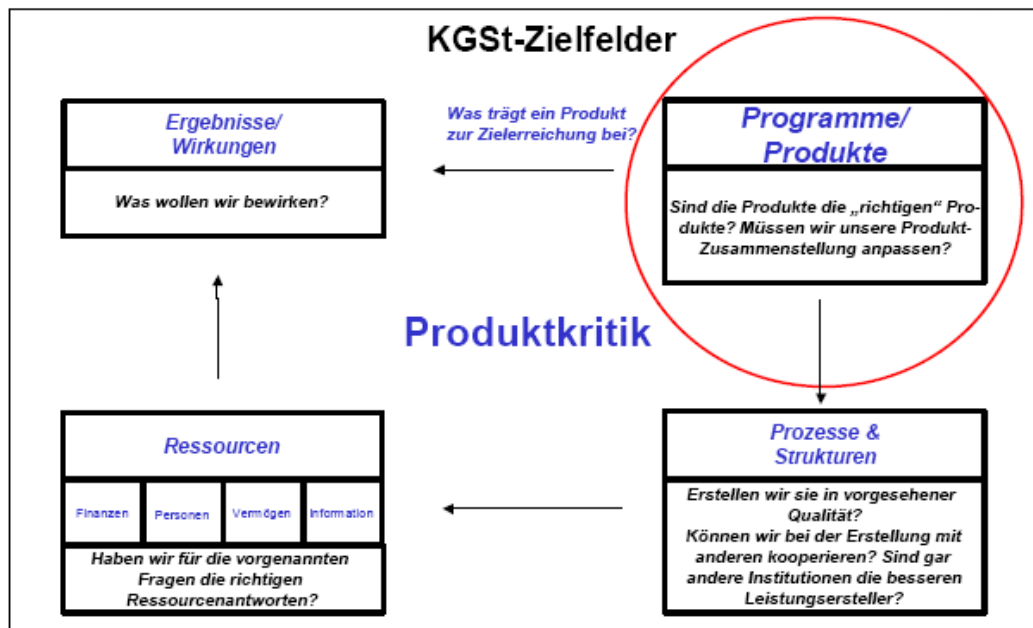 KGSt-Zielfelder
Ergebnisse/
Wirkungen
Was wollen wir bewirken?
Was trägt ein Produkt
zur Zielerreichung bei?
Programme/
Produkte
Sind die Produkte die „richtigen“ Pro-
dukte? Müssen wir unsere Produkt-
Zusammenstellung anpassen?
Produktkritik
Ressourcen
Finanzen Personen Vermögen Information
Haben wir für die vorgenannten
Fragen die richtigen
Ressourcenantworten?
Prozesse &
Strukturen
Erstellen wir sie in vorgesehener
Qualität?
Können wir bei der Erstellung mit
anderen kooperieren? Sind gar
andere Institutionen die besseren
Leistungsersteller?